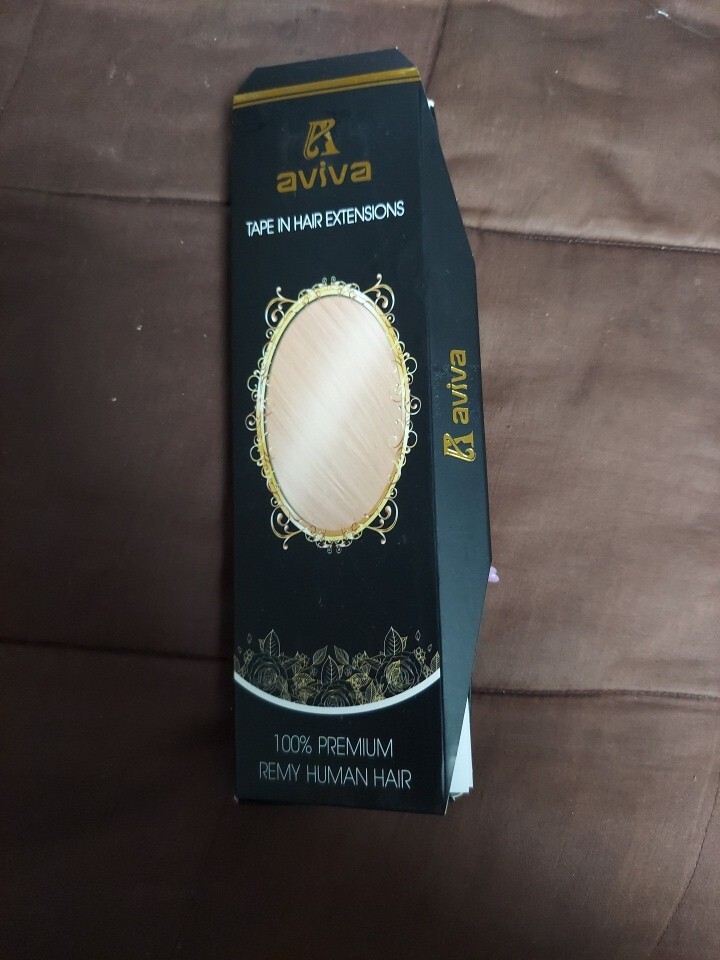 aviva
TAPE IN HAIR EXTENSIONS
aviva
100% PREMIUM
REMY HUMAN HAIR